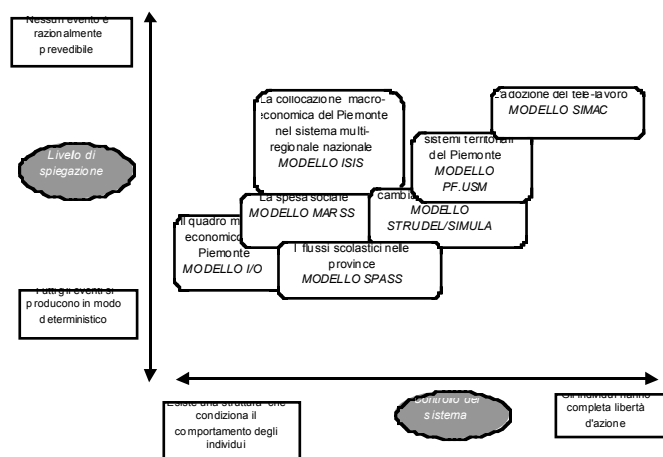 Nessun evento è
razionalmente
prevedibile
Livello di
spiegazione
Tutti gli eventi si
producono in modo
deterministico
La collocazione macro-
economica del Piemonte
nel sistema multi-
regionale nazionale
MODELLO ISIS
L'adozione del tele-lavoro
MODELLO SIMAC
sistemi territoriali
del Piemonte
MODELLO
PF.USM
La spesa sociale
MODELLO MARSS
MODELLO
STRUDEL/SIMULA
Il quadro
economico
Piemonte
MODELLO I/O
I flussi scolastici nelle
province
MODELLO SPASS
Esiste una struttura che
condiziona il
comportamento degli
individui
Controllo del
sistema
Gli individui hanno
completa libertà
d'azione